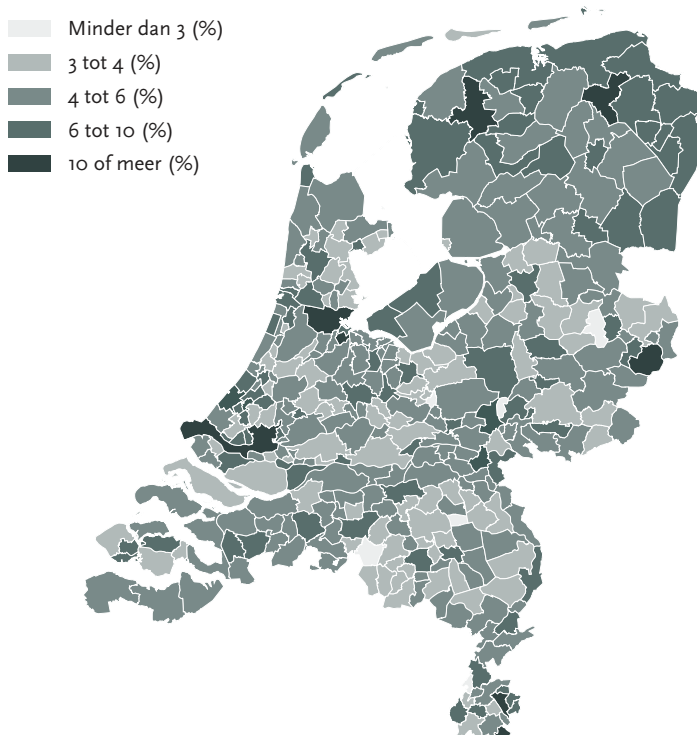 Minder dan 3 (%)
3 tot 4 (%)
4 tot 6 (%)
6 tot 10 (%)
10 of meer (%)